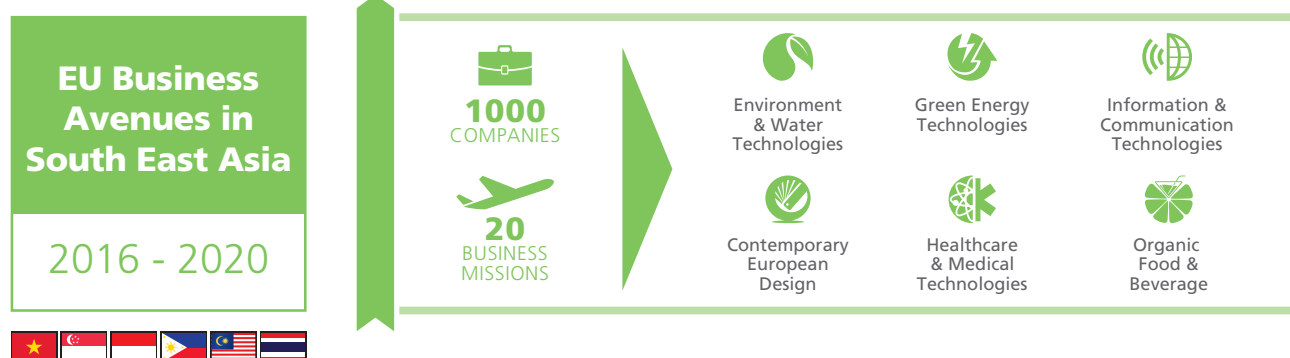 EU Business
Avenues in
South East Asia
2016 - 2020
1000
COMPANIES
20
BUSINESS
MISSIONS
Environment
& Water
Technologies
Green Energy
Technologies
Information &
Communication
Technologies
Contemporary
European
Design
Healthcare
& Medical
Technologies
Organic
Food &
Beverage